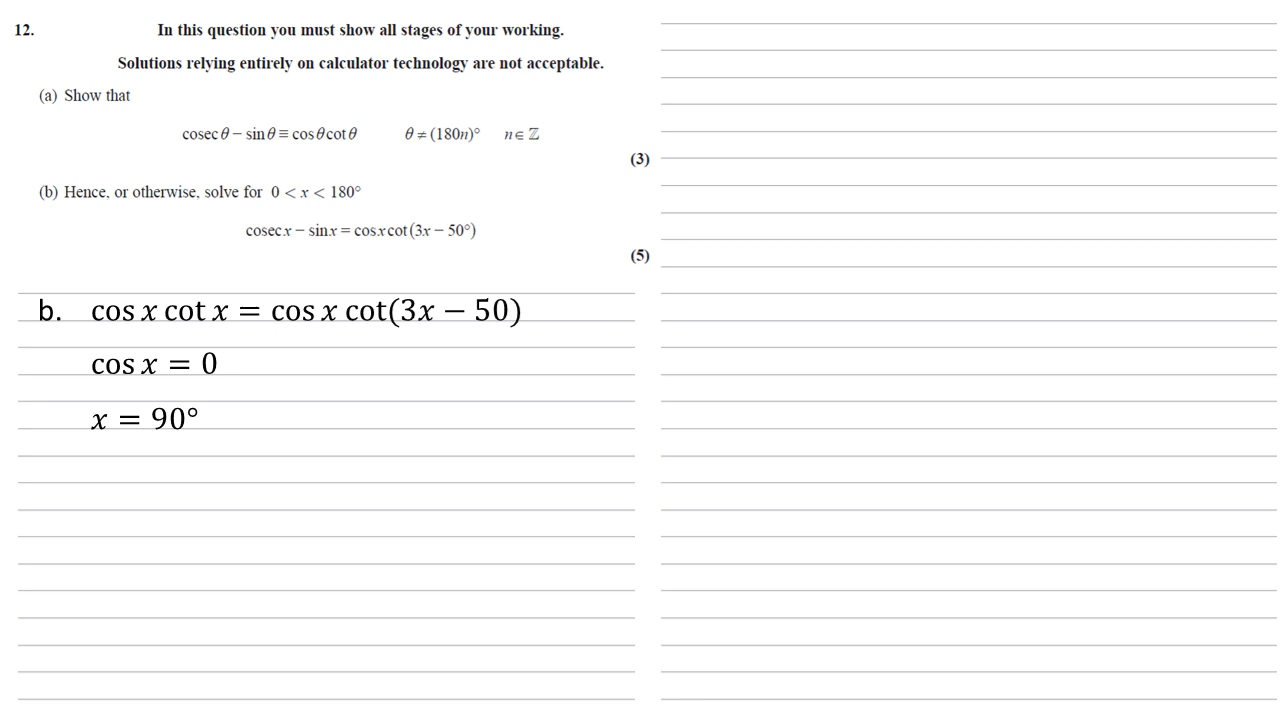 12. In this question you must show all stages of your working.
Solutions relying entirely on calculator technology are not acceptable.
(a) Show that
cosec θ − sin θ ≡ cos θ cot θ θ ≠ (180n)° n ∈ ℤ
(3)
(b) Hence, or otherwise, solve for 0 < x < 180°
cosec x − sin x = cos x cot (3x − 50°)
(5)
b. cos x cot x = cos x cot(3x − 50)
cos x = 0
x = 90°